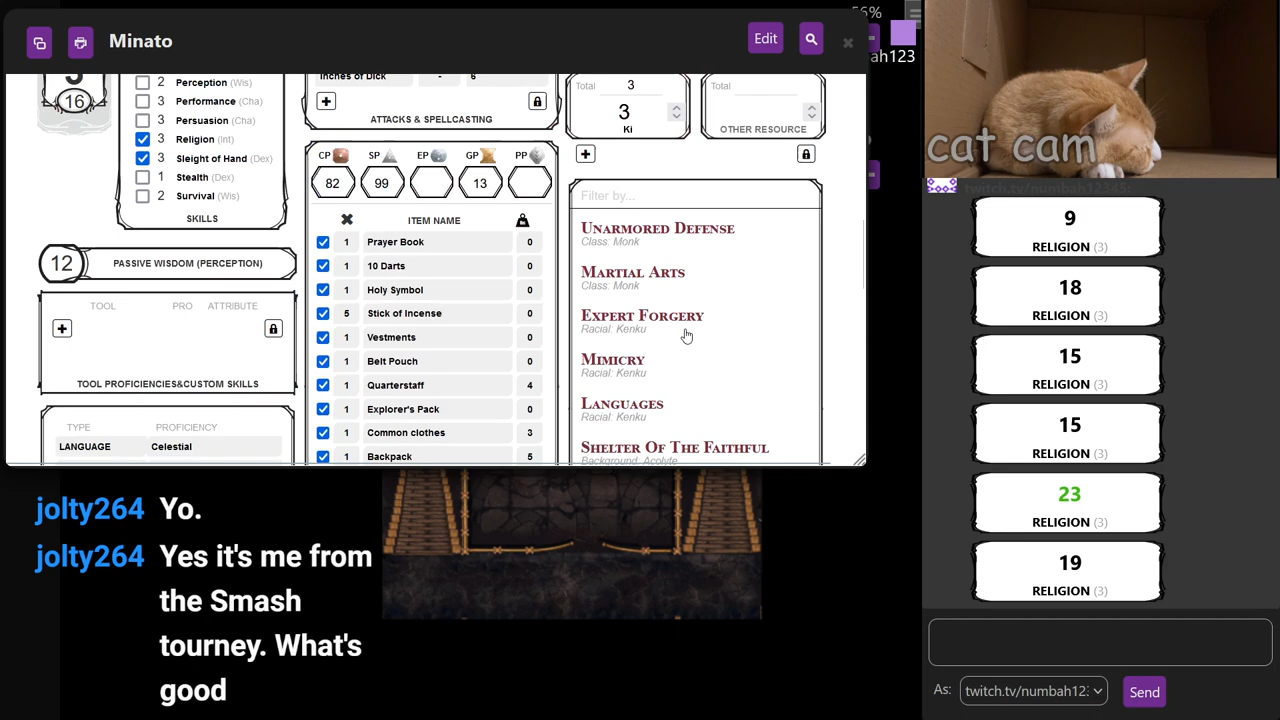 56%
Minato
Edit
ah123
16
2 Perception (Wis)
3 Performance (Cha)
3 Persuasion (Cha)
3 Religion (Int)
3 Sleight of Hand (Dex)
1 Stealth (Dex)
2 Survival (Wis)
SKILLS
12 PASSIVE WISDOM (PERCEPTION)
TOOL PRO ATTRIBUTE
TOOL PROFICIENCIES&CUSTOM SKILLS
TYPE PROFICIENCY
LANGUAGE Celestial
Inches of Dick - 6
ATTACKS & SPELLCASTING
CP SP EP GP PP
82 99 13
ITEM NAME
1 Prayer Book 0
1 10 Darts 0
1 Holy Symbol 0
5 Stick of Incense 0
1 Vestments 0
1 Belt Pouch 0
1 Quarterstaff 4
1 Explorer's Pack 0
1 Common clothes 3
1 Backpack 5
Total 3
3
Ki
Total
OTHER RESOURCE
Filter by...
UNARMORED DEFENSE
Class: Monk
MARTIAL ARTS
Class: Monk
EXPERT FORGERY
Racial: Kenku
MIMICRY
Racial: Kenku
LANGUAGES
Racial: Kenku
SHELTER OF THE FAITHFUL
Background: Acolyte
jolty264 Yo.
jolty264 Yes it's me from
the Smash
tourney. What's
good
cat cam
twitch.tv/numbah12345:
9
RELIGION (3)
18
RELIGION (3)
15
RELIGION (3)
15
RELIGION (3)
23
RELIGION (3)
19
RELIGION (3)
As: twitch.tv/numbah12:
Send